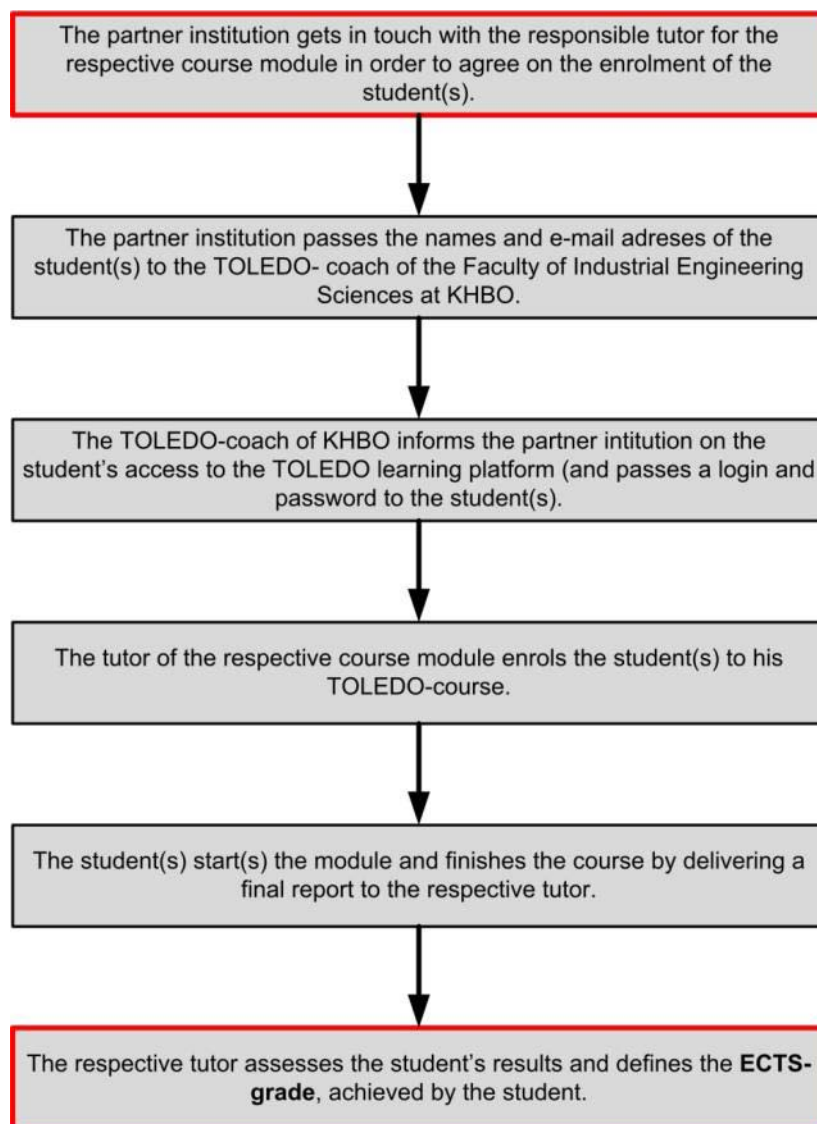 The partner institution gets in touch with the responsible tutor for the
respective course module in order to agree on the enrolment of the
student(s).
The partner institution passes the names and e-mail adreses of the
student(s) to the TOLEDO- coach of the Faculty of Industrial Engineering
Sciences at KHBO.
The TOLEDO-coach of KHBO informs the partner intitution on the
student's access to the TOLEDO learning platform (and passes a login and
password to the student(s).
The tutor of the respective course module enrols the student(s) to his
TOLEDO-course.
The student(s) start(s) the module and finishes the course by delivering a
final report to the respective tutor.
The respective tutor assesses the student's results and defines the ECTS-
grade, achieved by the student.